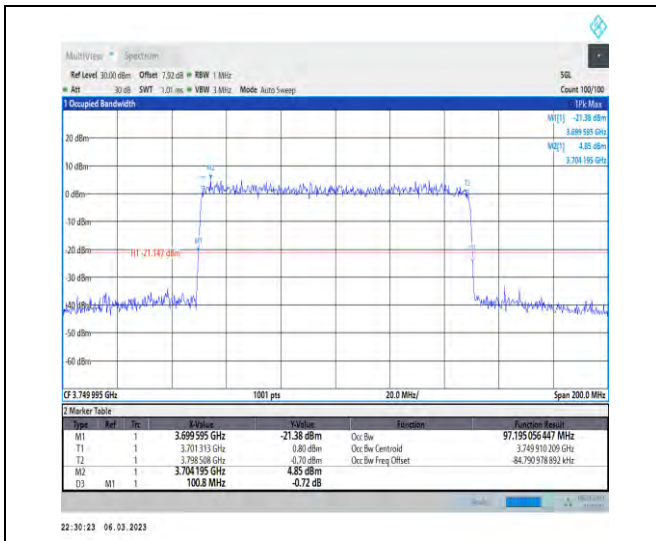 MultiView Spectrum
Ref Level 30.00 dBm Offset 7.92 dB RBW 1 MHz SGL
Att 30 dB SWT 1.01 ms VBW 3 MHz Mode Auto Sweep Count 100/100
1 Occupied Bandwidth 1Pk Max
M1[1] -21.38 dBm
3.699 595 GHz
20 dBm M2[1] 4.85 dBm
3.704 195 GHz
10 dBm
M2
T2
0 dBm
-10 dBm
M1
-20 dBm
H1 -21.147 dBm
-30 dBm
-40 dBm
-50 dBm
-60 dBm
CF 3.749 995 GHz 1001 pts 20.0 MHz/ Span 200.0 MHz
2 Marker Table
Type Ref Trc X-Value Y-Value Function Function Result
M1 1 3.699 595 GHz -21.38 dBm Occ Bw 97.195 056 447 MHz
T1 1 3.701 313 GHz 0.80 dBm Occ Bw Centroid 3.749 910 209 GHz
T2 1 3.798 508 GHz -0.70 dBm Occ Bw Freq Offset -84.790 978 892 kHz
M2 1 3.704 195 GHz 4.85 dBm
D3 M1 1 100.8 MHz -0.72 dB
22:30:23 06.03.2023